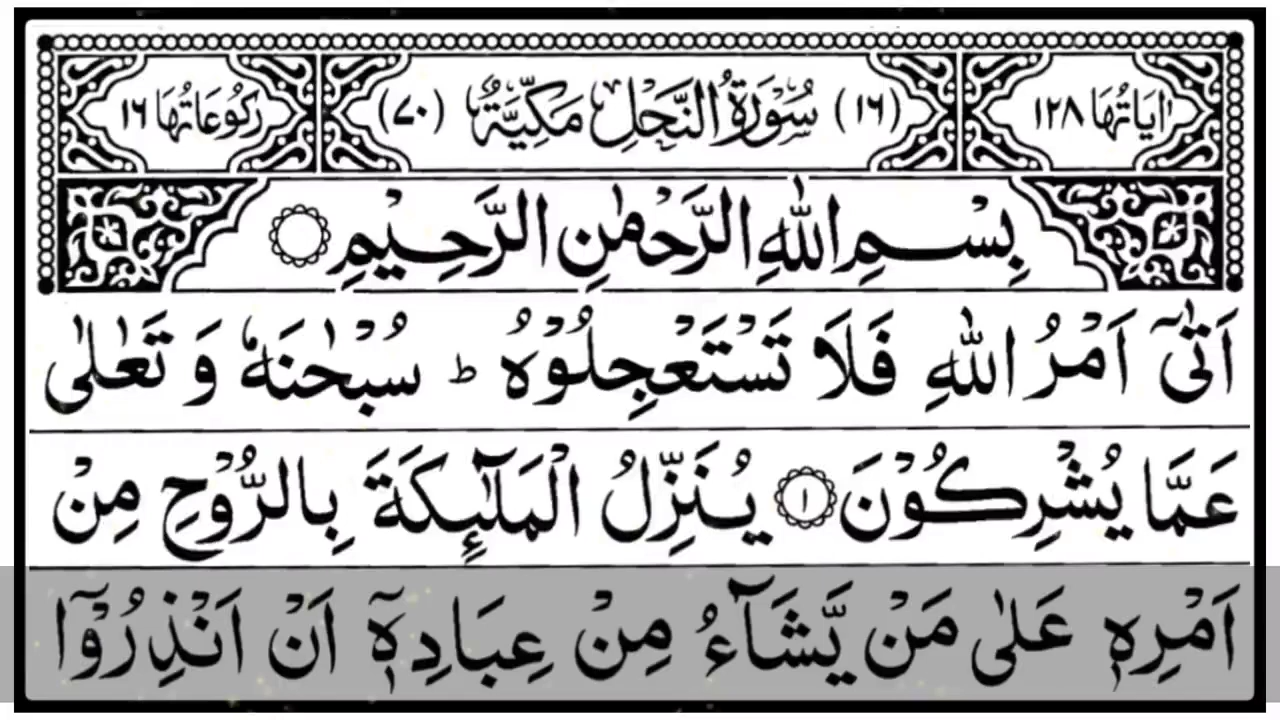 اٰیَاتُهَا ١٢٨ (١٦) سُوْرَةُ النَّحْلِ مَكِّيَّةٌ (٧٠) رُكُوْعَاتُهَا ١٦
بِسْمِ اللّٰهِ الرَّحْمٰنِ الرَّحِيْمِ
اَتٰۤى اَمْرُ اللّٰهِ فَلَا تَسْتَعْجِلُوْهُ ؕ سُبْحٰنَهٗ وَ تَعٰلٰى
عَمَّا يُشْرِكُوْنَ ١ يُنَزِّلُ الْمَلٰٓئِكَةَ بِالرُّوْحِ مِنْ
اَمْرِهٖ عَلٰى مَنْ يَّشَآءُ مِنْ عِبَادِهٖۤ اَنْ اَنْذِرُوْۤا